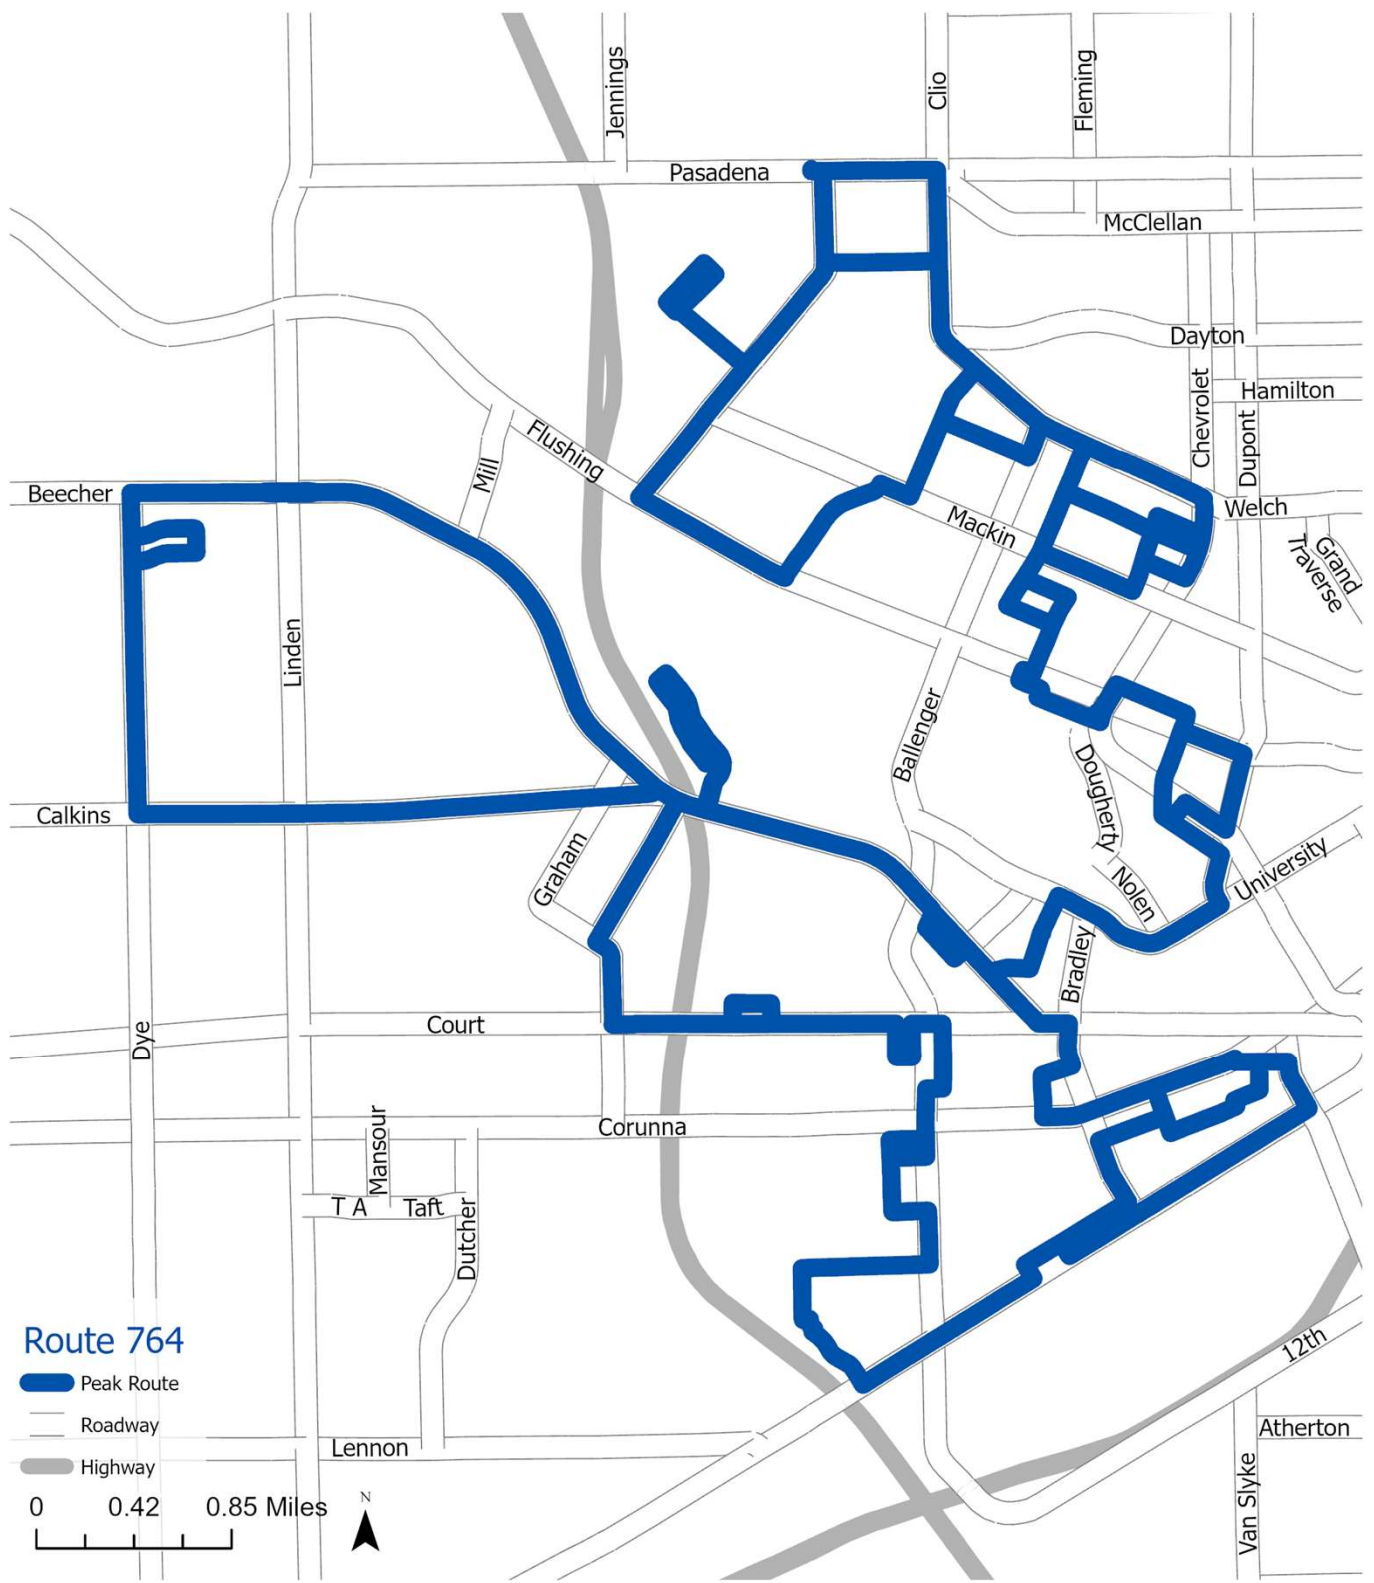 Jennings
Clio
Fleming
Pasadena
McClellan
Dayton
Chevrolet
Hamilton
Dupont
Flushing
Mill
Beecher
Welch
Mackin
Grand
Traverse
Linden
Ballenger
Dougherty
Calkins
Graham
University
Nolen
Bradley
Court
Dye
Corunna
Mansour
T A
Taft
Dutcher
Route 764
Peak Route
Roadway
Highway
12th
Atherton
Lennon
Van Slyke
0 0.42 0.85 Miles
N